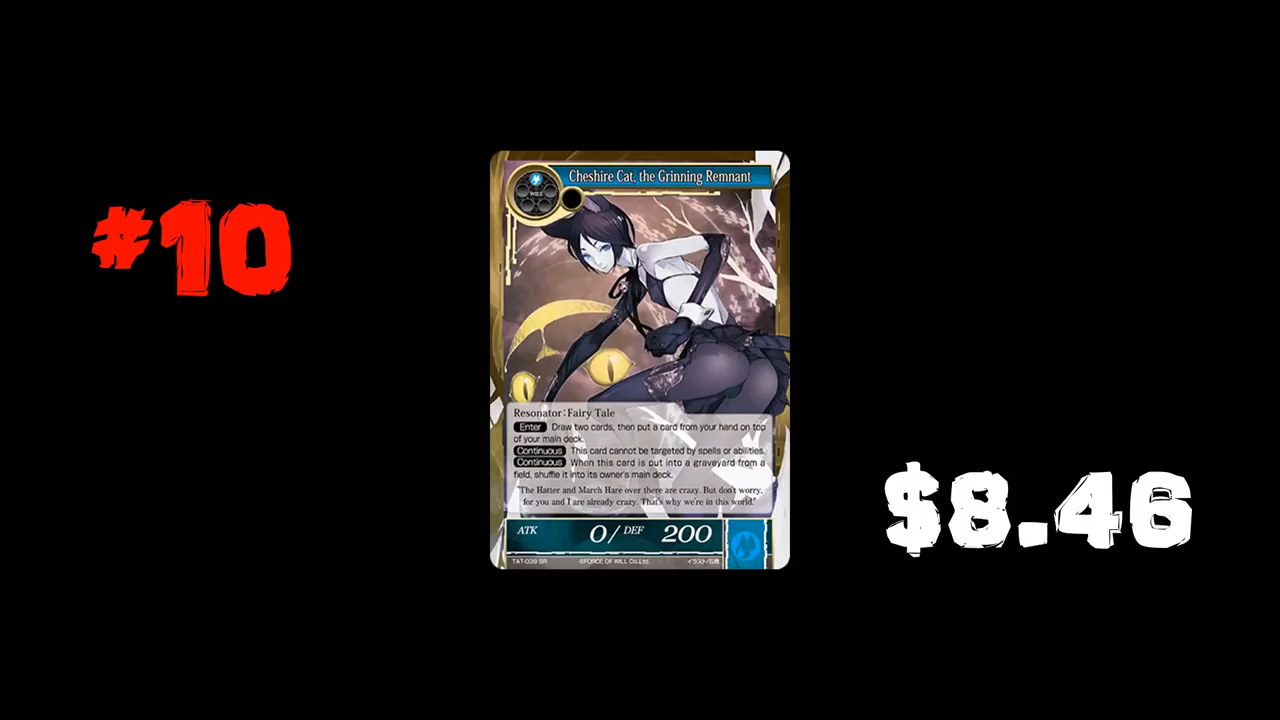 #10
Cheshire Cat, the Grinning Remnant
Resonator:Fairy Tale
Enter Draw two cards, then put a card from your hand on top
of your main deck.
Continuous This card cannot be targeted by spells or abilities.
Continuous When this card is put into a graveyard from a
field, shuffle it into its owner's main deck.
"The Hatter and March Hare over there are crazy. But don't worry,
for you and I are already crazy. That's why we're in this world."
ATK 0/ DEF 200
TAT-039 SR ©FORCE OF WILL Co.,Ltd.
$8.46